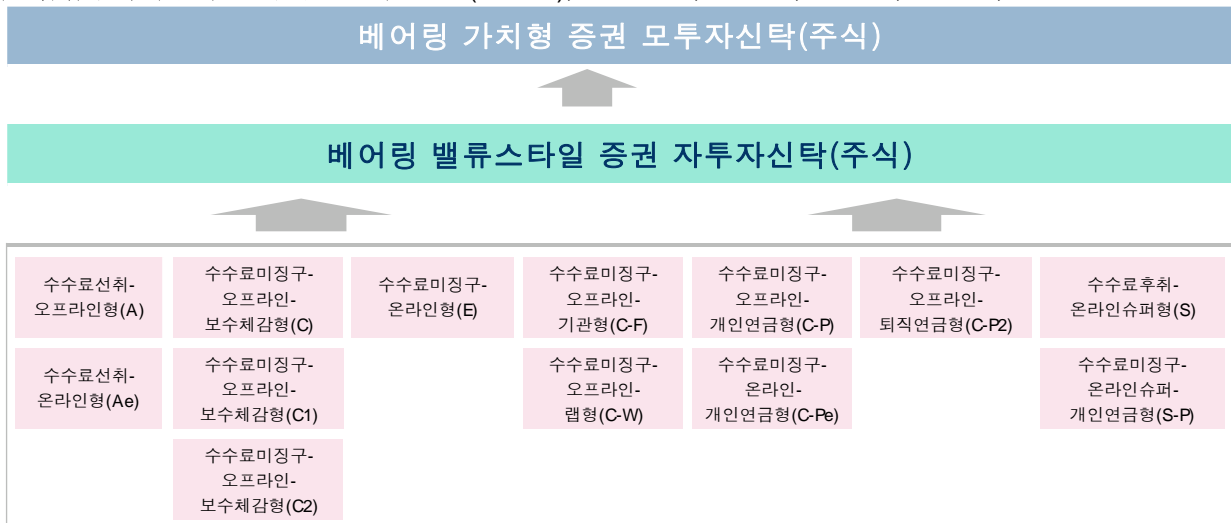 베어링 가치형 증권 모투자신탁(주식)
베어링 밸류스타일 증권 자투자신탁(주식)
수수료선취-
오프라인형(A)
수수료미징구-
오프라인-
보수체감형(C)
수수료미징구-
온라인형(E)
수수료미징구-
오프라인-
기관형(C-F)
수수료미징구-
오프라인-
개인연금형(C-P)
수수료미징구-
오프라인-
퇴직연금형(C-P2)
수수료후취-
온라인슈퍼형(S)
수수료선취-
온라인형(Ae)
수수료미징구-
오프라인-
보수체감형(C1)
수수료미징구-
오프라인-
랩형(C-W)
수수료미징구-
온라인-
개인연금형(C-Pe)
수수료미징구-
온라인슈퍼-
개인연금형(S-P)
수수료미징구-
오프라인-
보수체감형(C2)